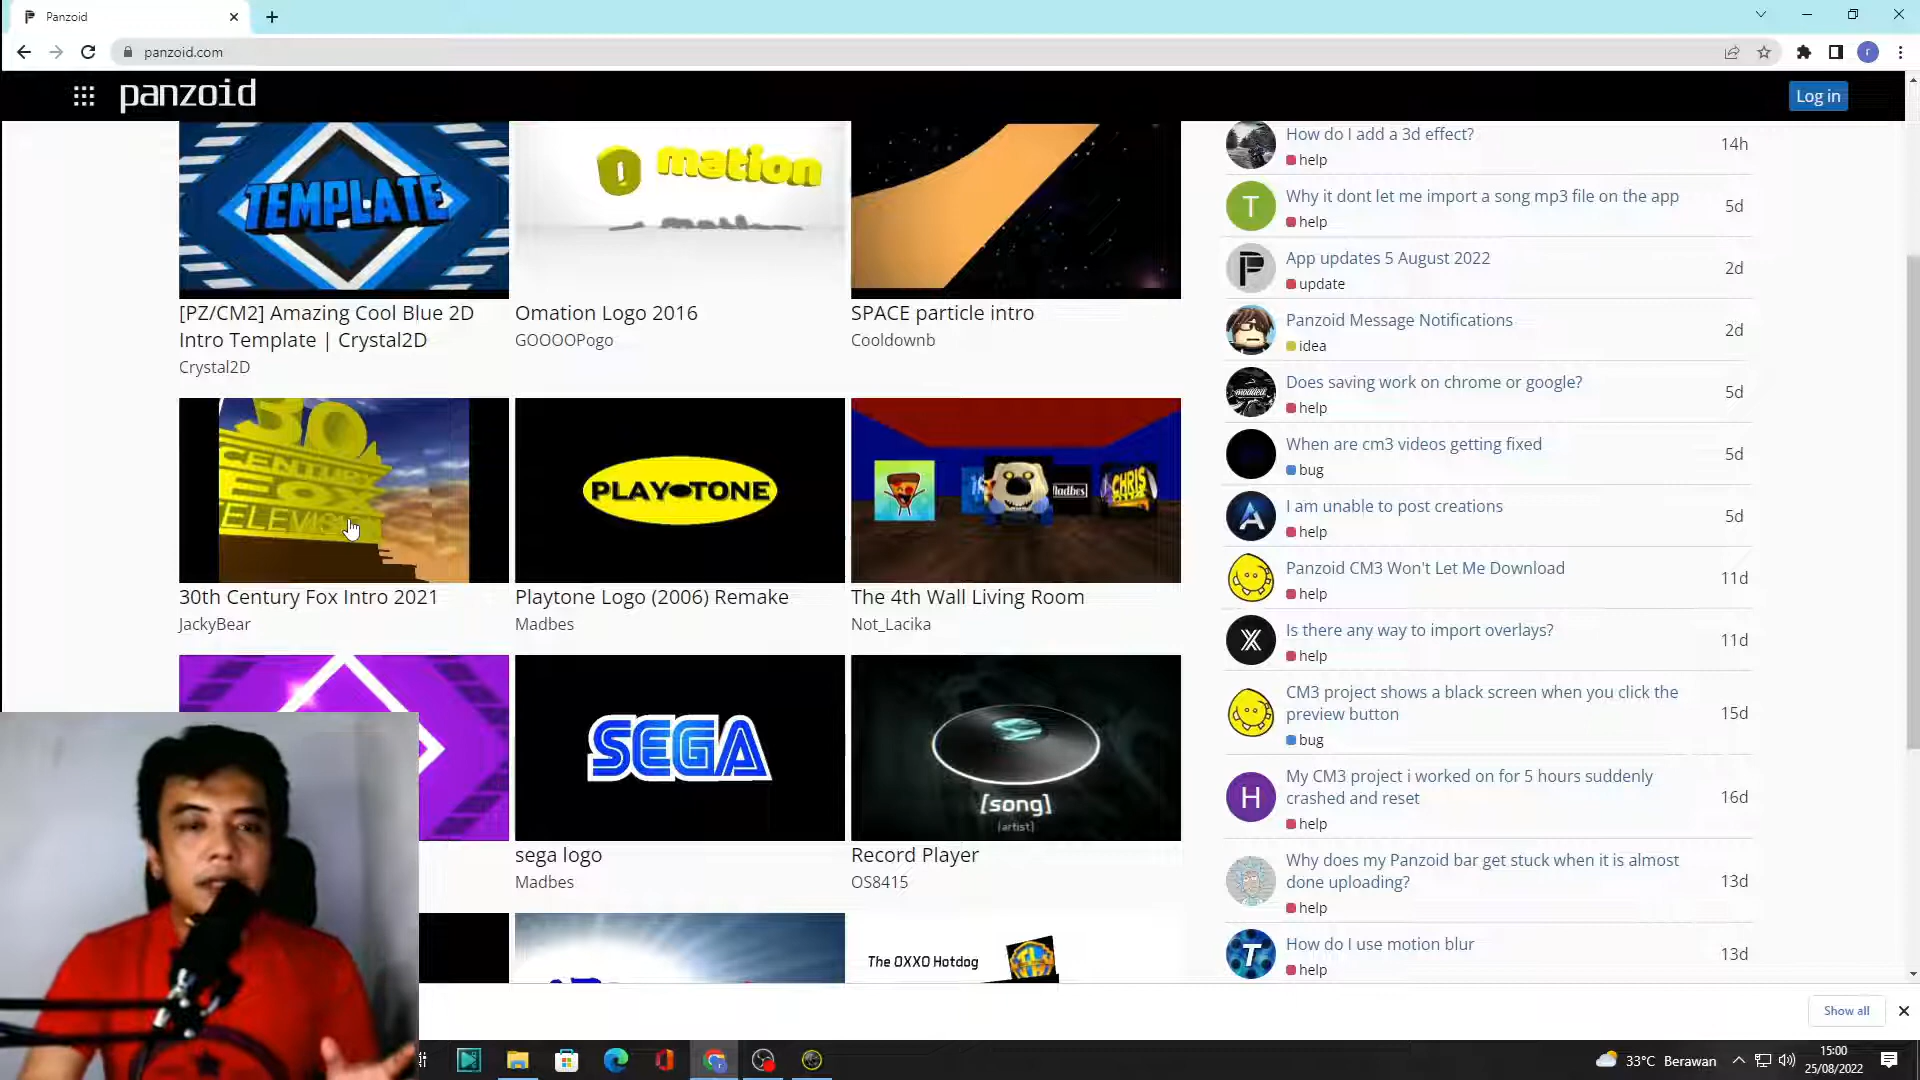 Panzoid
panzoid.com
panzoid
Log in
TEMPLATE
mation
[PZ/CM2] Amazing Cool Blue 2D
Intro Template | Crystal2D
Crystal2D
Omation Logo 2016
GOOOOPogo
SPACE particle intro
Cooldownb
30
CENTURY
FOX
PLAY-TONE
Madbes
CHRIS
30th Century Fox Intro 2021
JackyBear
Playtone Logo (2006) Remake
Madbes
The 4th Wall Living Room
Not_Lacika
SEGA
[song]
[artist]
sega logo
Madbes
Record Player
OS8415
The OXXO Hotdog
How do I add a 3d effect?
help
14h
T
Why it dont let me import a song mp3 file on the app
help
5d
App updates 5 August 2022
update
2d
Panzoid Message Notifications
idea
2d
Does saving work on chrome or google?
help
5d
When are cm3 videos getting fixed
bug
5d
I am unable to post creations
help
5d
Panzoid CM3 Won't Let Me Download
help
11d
X
Is there any way to import overlays?
help
11d
CM3 project shows a black screen when you click the
preview button
bug
15d
H
My CM3 project i worked on for 5 hours suddenly
crashed and reset
help
16d
Why does my Panzoid bar get stuck when it is almost
done uploading?
help
13d
T
How do I use motion blur
help
13d
Show all
33°C Berawan
15:00
25/08/2022